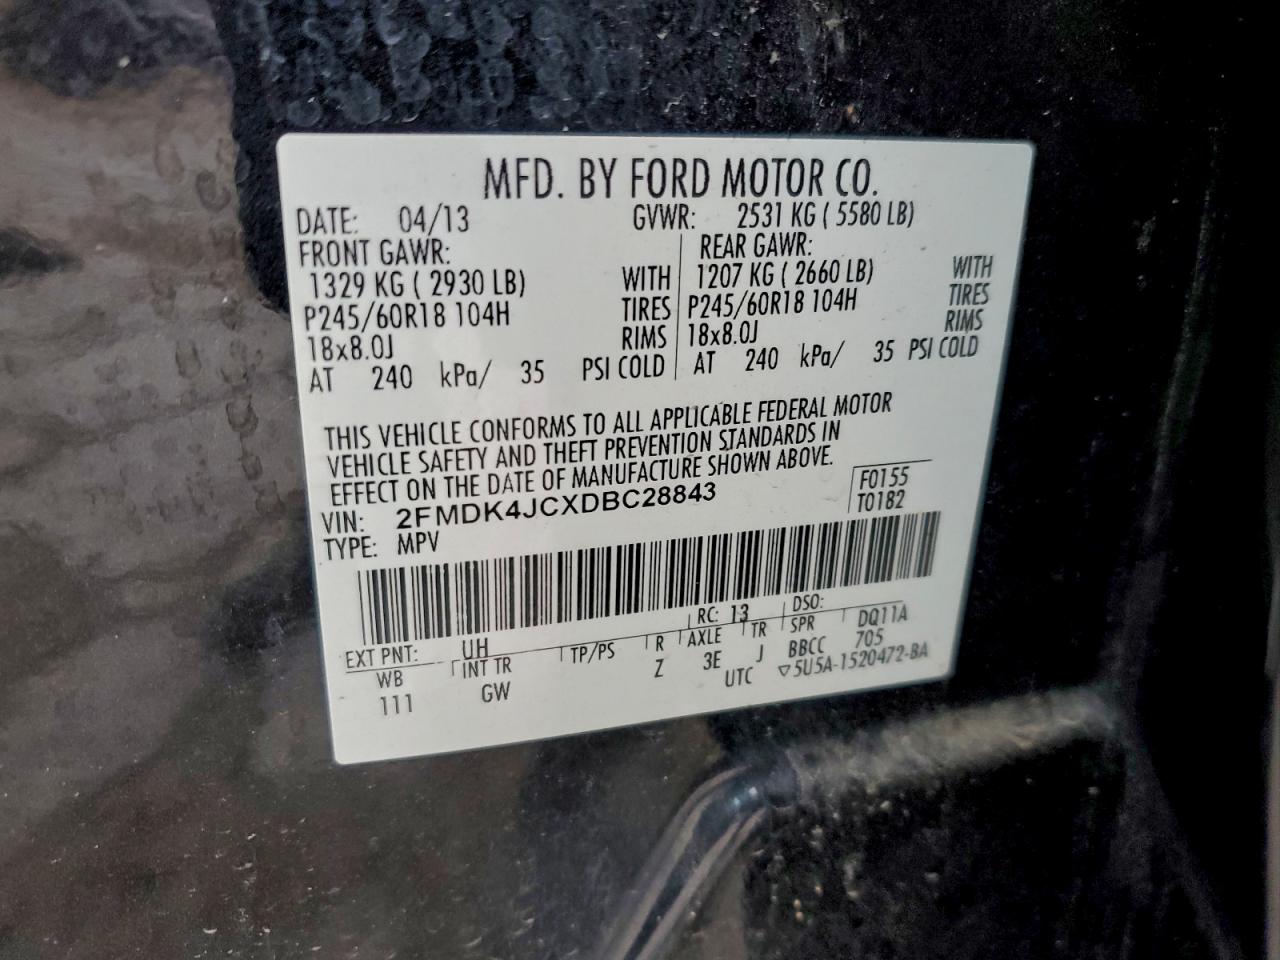 MFD. BY FORD MOTOR CO.
DATE: 04/13 GVWR: 2531 KG ( 5580 LB)
FRONT GAWR: REAR GAWR:
1329 KG ( 2930 LB) WITH 1207 KG ( 2660 LB) WITH
P245/60R18 104H TIRES P245/60R18 104H TIRES
18x8.0J RIMS 18x8.0J RIMS
AT 240 kPa/ 35 PSI COLD AT 240 kPa/ 35 PSI COLD
THIS VEHICLE CONFORMS TO ALL APPLICABLE FEDERAL MOTOR
VEHICLE SAFETY AND THEFT PREVENTION STANDARDS IN
EFFECT ON THE DATE OF MANUFACTURE SHOWN ABOVE.
VIN: 2FMDK4JCXDBC28843 F0155
TYPE: MPV T0182
EXT PNT: UH RC: 13 DSO:
WB INT TR TP/PS R AXLE TR SPR DQ11A
111 GW Z 3E J BBCC 705
UTC ▽5U5A-1520472-BA